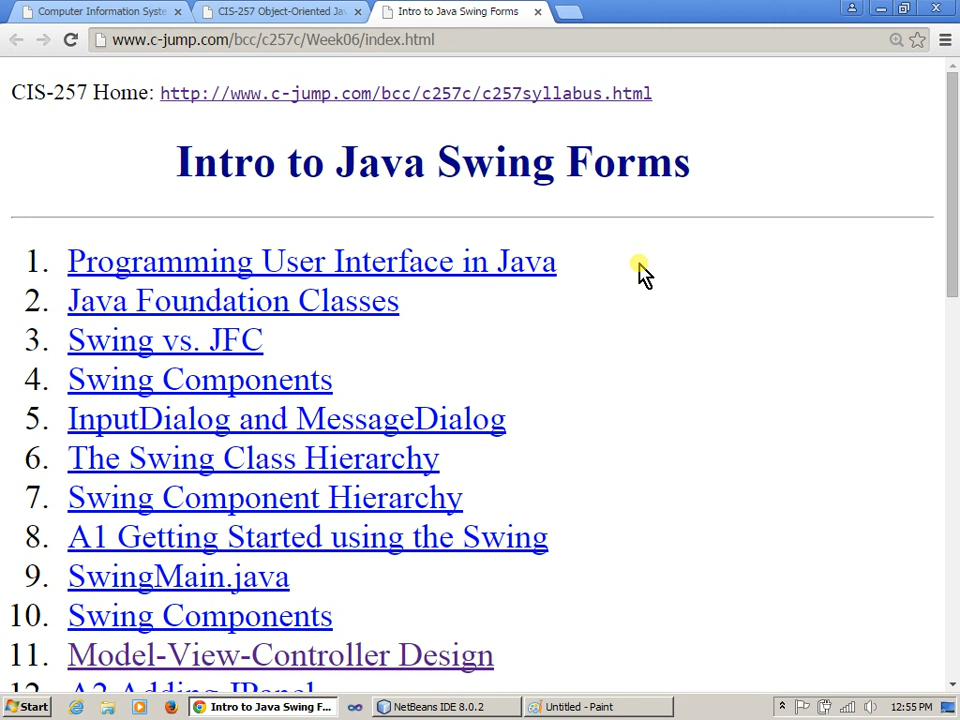 Computer Information Syste
CIS-257 Object-Oriented Jav
Intro to Java Swing Forms
www.c-jump.com/bcc/c257c/Week06/index.html
CIS-257 Home: http://www.c-jump.com/bcc/c257c/c257syllabus.html
Intro to Java Swing Forms
1. Programming User Interface in Java
2. Java Foundation Classes
3. Swing vs. JFC
4. Swing Components
5. InputDialog and MessageDialog
6. The Swing Class Hierarchy
7. Swing Component Hierarchy
8. A1 Getting Started using the Swing
9. SwingMain.java
10. Swing Components
11. Model-View-Controller Design
12. A2 Adding JPanel
Start
Intro to Java Swing F...
NetBeans IDE 8.0.2
Untitled - Paint
12:55 PM